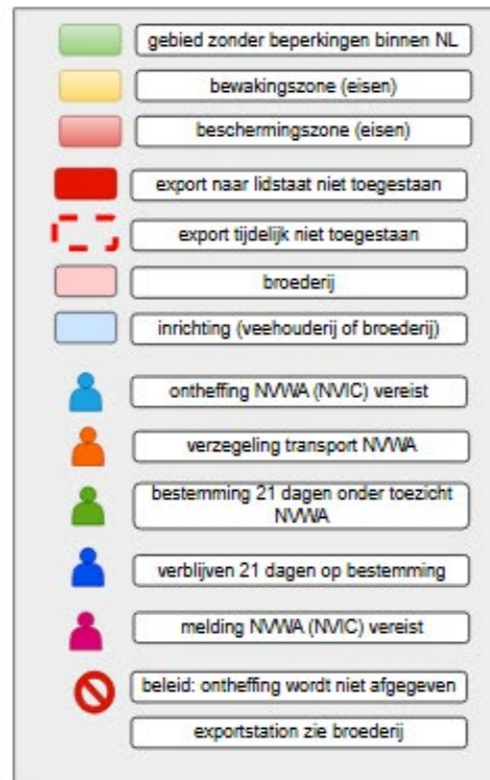 gebied zonder beperkingen binnen NL
bewakingszone (eisen)
beschermingszone (eisen)
export naar lidstaat niet toegestaan
export tijdelijk niet toegestaan
broederij
inrichting (veehouderij of broederij)
ontheffing NVWA (NVIC) vereist
verzegeling transport NVWA
bestemming 21 dagen onder toezicht
NVWA
verblijven 21 dagen op bestemming
melding NVWA (NVIC) vereist
beleid: ontheffing wordt niet afgegeven
exportstation zie broederij